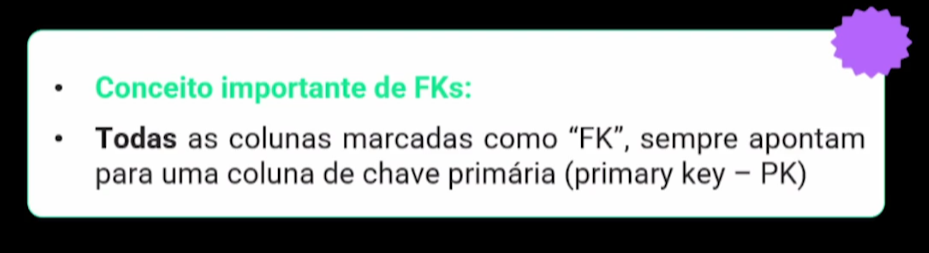 • Conceito importante de FKs:
• Todas as colunas marcadas como “FK”, sempre apontam
para uma coluna de chave primária (primary key – PK)